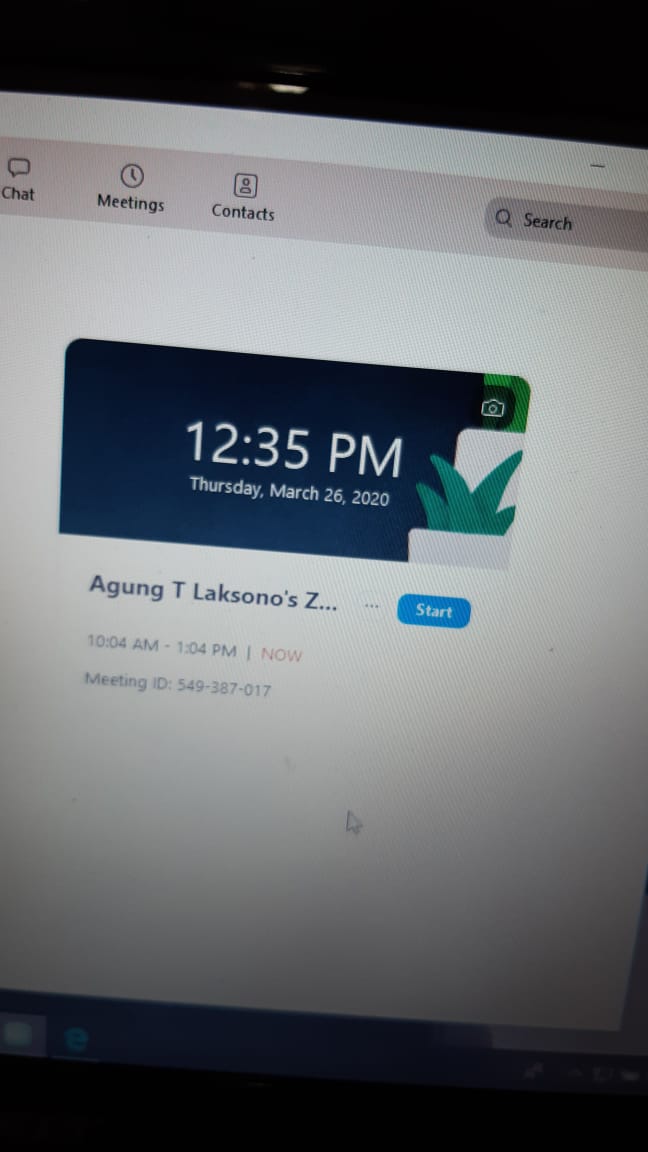 Chat
Meetings
Contacts
Search
12:35 PM
Thursday, March 26, 2020
Agung T Laksono's Z...
...
Start
10:04 AM - 1:04 PM | NOW
Meeting ID: 549-387-017